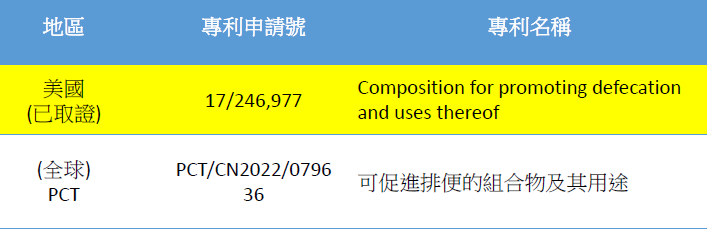 地區 專利申請號 專利名稱
美國
(已取證)
17/246,977
Composition for promoting defecation
and uses thereof
(全球)
PCT
PCT/CN2022/0796
36
可促進排便的組合物及其用途